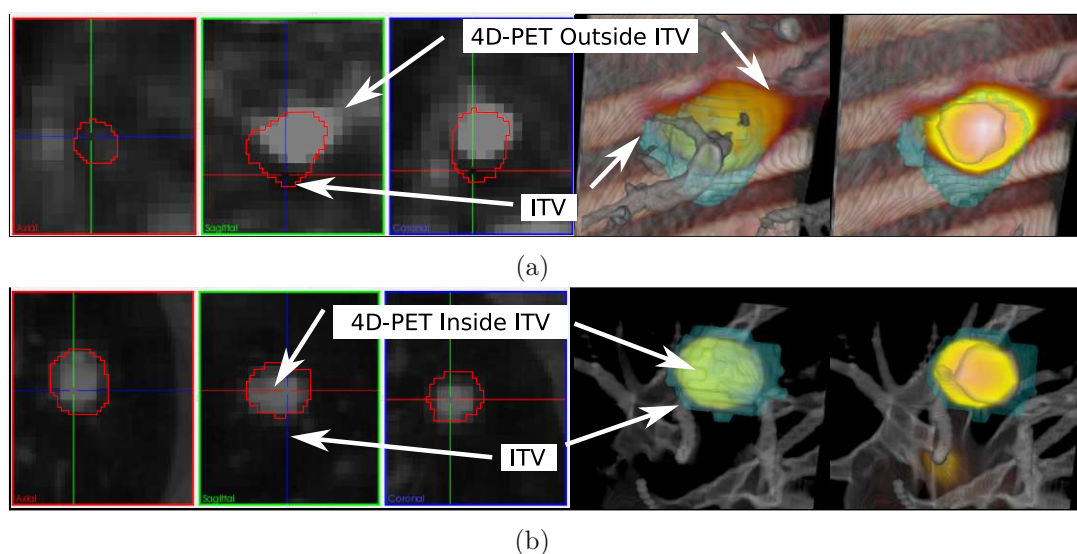 4D-PET Outside ITV
ITV
Axial
Sagittal
Coronal
(a)
4D-PET Inside ITV
ITV
Axial
Sagittal
Coronal
(b)